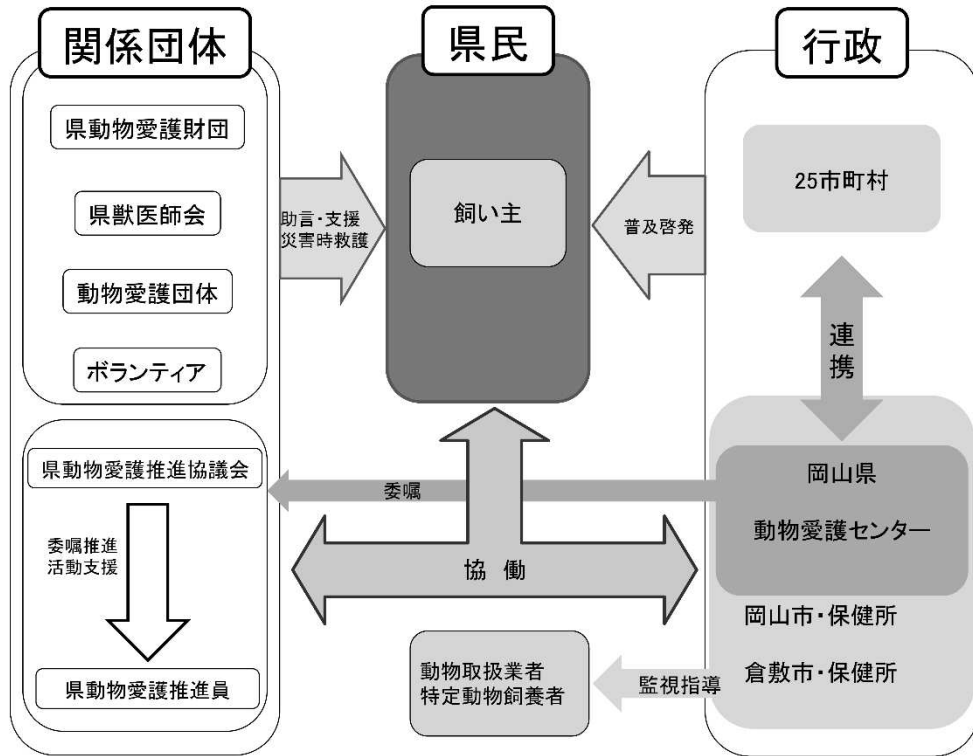 関係団体
県動物愛護財団
県獣医師会
動物愛護団体
ボランティア
県動物愛護推進協議会
委嘱推進
活動支援
県動物愛護推進員
助言・支援
災害時救護
県民
飼い主
普及啓発
委嘱
協働
動物取扱業者
特定動物飼養者
監視指導
行政
25市町村
連携
岡山県
動物愛護センター
岡山市・保健所
倉敷市・保健所